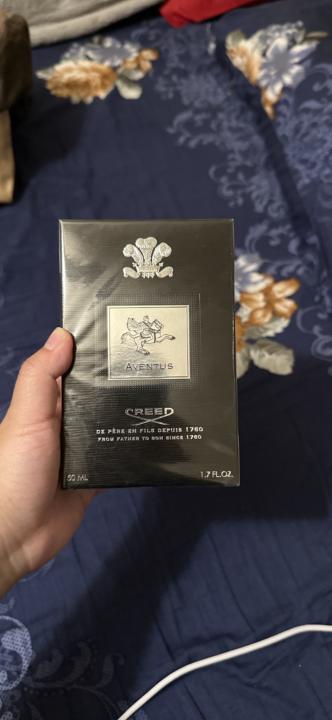 AVENTUS
CREED
DE PÈRE EN FILS DEPUIS 1760
FROM FATHER TO SON SINCE 1760
50 ML 1.7 FL.OZ.